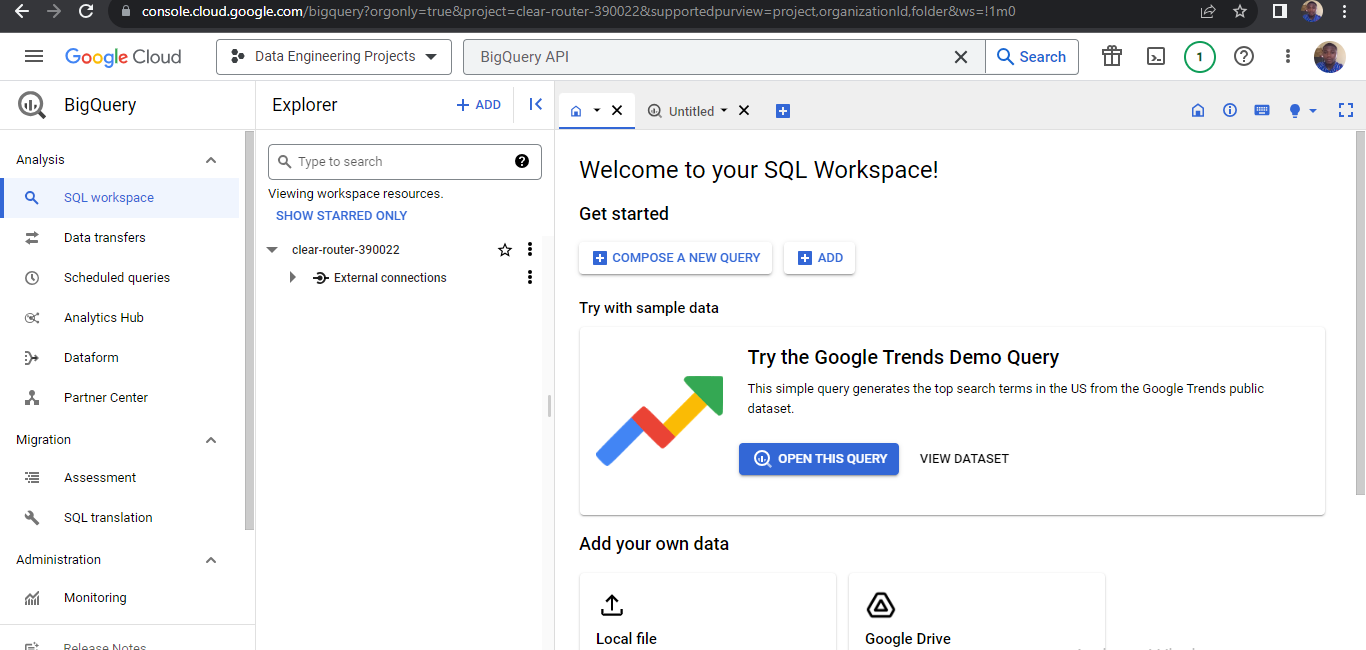 console.cloud.google.com/bigquery?orgonly=true&project=clear-router-390022&supportedpurview=project,organizationId,folder&ws=!1m0
Google Cloud
Data Engineering Projects
BigQuery API
Search
1
BigQuery
Analysis
SQL workspace
Data transfers
Scheduled queries
Analytics Hub
Dataform
Partner Center
Migration
Assessment
SQL translation
Administration
Monitoring
Release Notes
Explorer
ADD
Type to search
Viewing workspace resources.
SHOW STARRED ONLY
clear-router-390022
External connections
Untitled
Welcome to your SQL Workspace!
Get started
COMPOSE A NEW QUERY
ADD
Try with sample data
Try the Google Trends Demo Query
This simple query generates the top search terms in the US from the Google Trends public
dataset.
OPEN THIS QUERY
VIEW DATASET
Add your own data
Local file
Google Drive